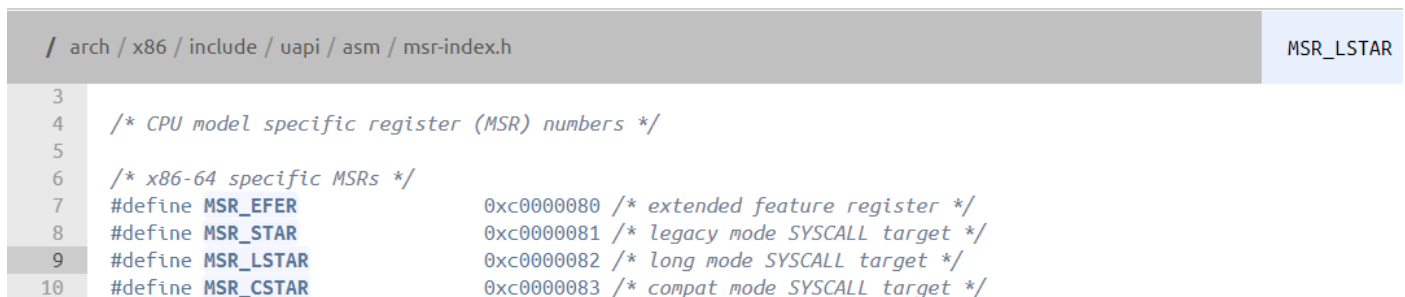 / arch / x86 / include / uapi / asm / msr-index.h MSR_LSTAR
3
4 /* CPU model specific register (MSR) numbers */
5
6 /* x86-64 specific MSRs */
7 #define MSR_EFER 0xc0000080 /* extended feature register */
8 #define MSR_STAR 0xc0000081 /* legacy mode SYSCALL target */
9 #define MSR_LSTAR 0xc0000082 /* long mode SYSCALL target */
10 #define MSR_CSTAR 0xc0000083 /* compat mode SYSCALL target */